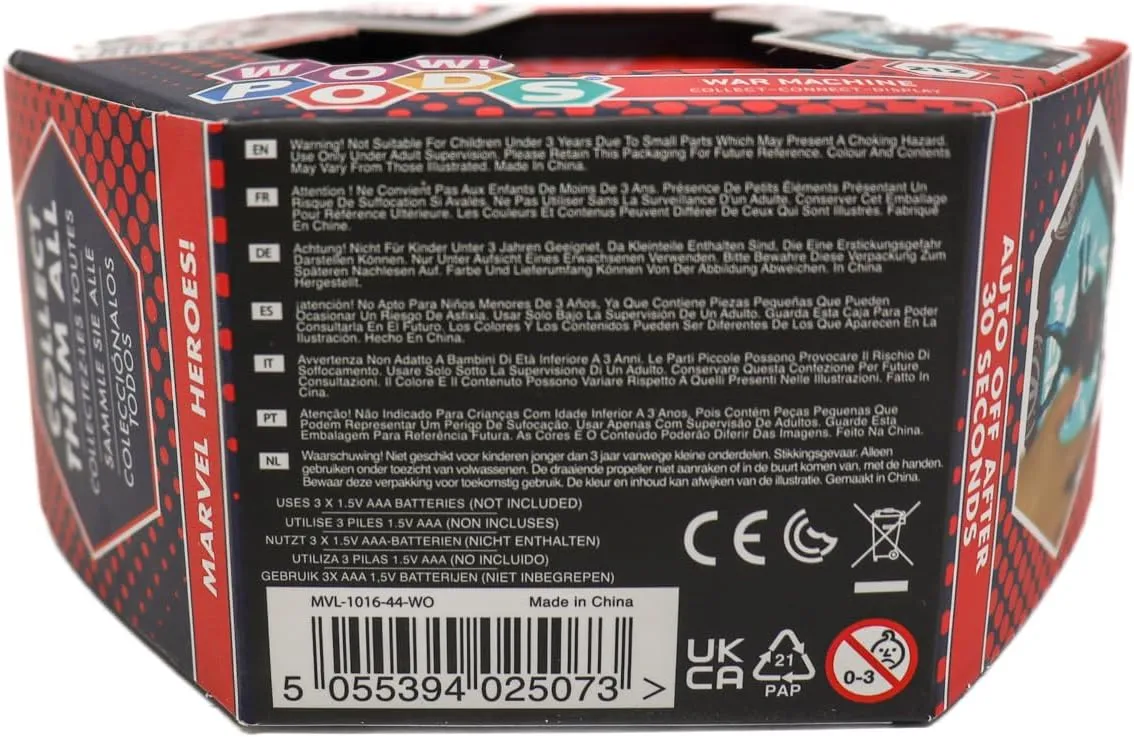 WOW!
PODS
WAR MACHINE
COLLECT-CONNECT-DISPLAY
COLLECT
THEM ALL
COLLECTEZ-LES TOUTES
SAMMLE SIE ALLE
COLECCIÓNALOS
TODOS
MARVEL HEROES!
EN
Warning! Not Suitable For Children Under 3 Years Due To Small Parts Which May Present A Choking Hazard.
Use Only Under Adult Supervision. Please Retain This Packaging For Future Reference. Colour And Contents
May Vary From Those Illustrated. Made In China.
FR
Attention ! Ne Convient Pas Aux Enfants De Moins De 3 Ans. Présence De Petits Éléments Présentant Un
Risque De Suffocation Si Avalés. Ne Pas Utiliser Sans La Surveillance D'un Adulte. Conserver Cet Emballage
Pour Référence Ultérieure. Les Couleurs Et Contenus Peuvent Différer De Ceux Qui Sont Illustrés. Fabriqué
En Chine.
DE
Achtung! Nicht Für Kinder Unter 3 Jahren Geeignet, Da Kleinteile Enthalten Sind, Die Eine Erstickungsgefahr
Darstellen Können. Nur Unter Aufsicht Eines Erwachsenen Verwenden. Bitte Bewahre Diese Verpackung Zum
Späteren Nachlesen Auf. Farbe Und Lieferumfang Können Von Der Abbildung Abweichen. In China
Hergestellt.
ES
¡atención! No Apto Para Niños Menores De 3 Años, Ya Que Contiene Piezas Pequeñas Que Pueden
Ocasionar Un Riesgo De Asfixia. Usar Solo Bajo La Supervisión De Un Adulto. Guarda Esta Caja Para Poder
Consultarla En El Futuro. Los Colores Y Los Contenidos Pueden Ser Diferentes De Los Que Aparecen En La
Ilustración. Hecho En China.
IT
Avvertenza Non Adatto A Bambini Di Età Inferiore A 3 Anni. Le Parti Piccole Possono Provocare Il Rischio Di
Soffocamento. Usare Solo Sotto La Supervisione Di Un Adulto. Conservare Questa Confezione Per Future
Consultazioni. Il Colore E Il Contenuto Possono Variare Rispetto A Quelli Presenti Nelle Illustrazioni. Fatto In
Cina.
PT
Atenção! Não Indicado Para Crianças Com Idade Inferior A 3 Anos, Pois Contém Peças Pequenas Que
Podem Representar Um Perigo De Sufocação. Usar Apenas Com Supervisão De Adultos. Guarde Esta
Embalagem Para Referência Futura. As Cores E O Conteúdo Poderão Diferir Das Imagens. Feito Na China.
NL
Waarschuwing! Niet geschikt voor kinderen jonger dan 3 jaar vanwege kleine onderdelen. Stikkingsgevaar. Alleen
gebruiken onder toezicht van volwassenen. De draaiende propeller niet aanraken of in de buurt komen van, met de handen.
Bewaar deze verpakking voor toekomstig gebruik. De kleur en inhoud kan afwijken van de illustratie. Gemaakt in China.
USES 3 X 1.5V AAA BATTERIES (NOT INCLUDED)
UTILISE 3 PILES 1.5V AAA (NON INCLUSES)
NUTZT 3 X 1.5V AAA-BATTERIEN (NICHT ENTHALTEN)
UTILIZA 3 PILAS 1.5V AAA (NO INCLUIDO)
GEBRUIK 3X AAA 1,5V BATTERIJEN (NIET INBEGREPEN)
MVL-1016-44-WO Made in China
5 055394 025073 >
CE
UK
CA
21
PAP
0-3
AUTO OFF AFTER
30 SECONDS